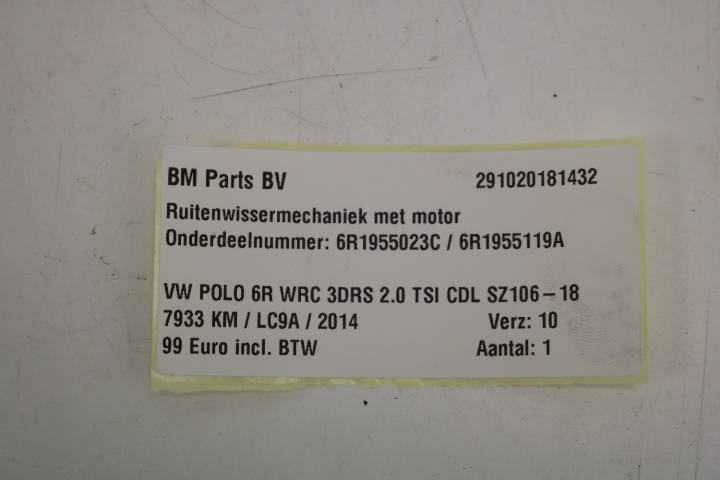 BM Parts BV 291020181432
Ruitenwissermechaniek met motor
Onderdeelnummer: 6R1955023C / 6R1955119A
VW POLO 6R WRC 3DRS 2.0 TSI CDL SZ106-18
7933 KM / LC9A / 2014 Verz: 10
99 Euro incl. BTW Aantal: 1